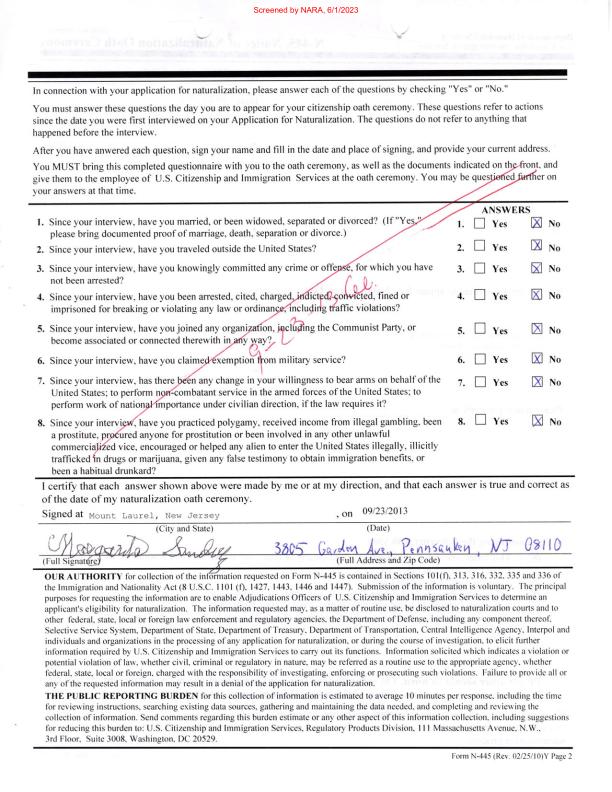 Screened by NARA, 6/1/2023
In connection with your application for naturalization, please answer each of the questions by checking "Yes" or "No."
You must answer these questions the day you are to appear for your citizenship oath ceremony. These questions refer to actions
since the date you were first interviewed on your Application for Naturalization. The questions do not refer to anything that
happened before the interview.
After you have anwered each question, sign your name and fill in the date and place of signing, and provide your current address.
You MUST bring this completed questionnaire with you to the oath ceremony, as well as the documents indicated on the front, and
give them to the employee of U.S. Citizenship and Immigration Services at the oath ceremony. You may be questioned further on
your answers at that time.
ANSWERS
1. Since your interview, have you married, or been widowed, separated or divorced? (If "Yes," 1. Yes X No
please bring documented proof of marriage, death, separation or divorce.)
2. Since your interview, have you traveled outside the United States? 2. Yes X No
3. Since your interview, have you knowingly committed any crime or offense, for which you have 3. Yes X No
not been arrested?
4. Since your interview, have you been arrested, cited, charged, indicted, convicted, fined or 4. Yes X No
imprisoned for breaking or violating any law or ordinance, including traffic violations?
5. Since your interview, have you joined any organization, including the Communist Party, or 5. Yes X No
become associated or connected therewith in any way?
6. Since your interview, have you claimed exemption from military service? 6. Yes X No
7. Since your interview, has there been any change in your willingness to bear arms on behalf of the 7. Yes X No
United States; to perform non-combatant service in the armed forces of the United States; to
perform work of national importance under civilian direction, if the law requires it?
8. Since your interview, have you practiced polygamy, received income from illegal gambling, been 8. Yes X No
a prostitute, procured anyone for prostitution or been involved in any other unlawful
commercialized vice, encouraged or helped any alien to enter the United States illegally, illicitly
trafficked in drugs or marijuana, given any false testimony to obtain immigration benefits, or
been a habitual drunkard?
I certify that each answer shown above were made by me or at my direction, and that each answer is true and correct as
of the date of my naturalization oath ceremony.
Signed at Mount Laurel, New Jersey , on 09/23/2013
(City and State) (Date)
Margarita 3805 Gardon Ave, Pennsauken, NJ 08110
(Full Signature) (Full Address and Zip Code)
OUR AUTHORITY for collection of the information requested on Form N-445 is contained in Sections 101(f), 313, 316, 332, 335 and 336 of
the Immigration and Nationality Act (8 U.S.C. 1101 (f), 1427, 1443, 1446 and 1447). Submission of the information is voluntary. The principal
purposes for requesting the information are to enable Adjudications Officers of U.S. Citizenship and Immigration Services to determine an
applicant's eligibility for naturalization. The information requested may, as a matter of routine use, be disclosed to naturalization courts and to
other federal, state, local or foreign law enforcement and regulatory agencies, the Department of Defense, including any component thereof,
Selective Service System, Department of State, Department of Treasury, Department of Transportation, Central Intelligence Agency, Interpol and
individuals and organizations in the processing of any application for naturalization, or during the course of investigation, to elicit further
information required by U.S. Citizenship and Immigration Services to carry out its functions. Information solicited which indicates a violation or
potential violation of law, whether civil, criminal or regulatory in nature, may be referred as a routine use to the appropriate agency, whether
federal, state, local or foreign, charged with the responsibility of investigating, enforcing or prosecuting such violations. Failure to provide all or
any of the requested information may result in a denial of the application for naturalization.
THE PUBLIC REPORTING BURDEN for this collection of information is estimated to average 10 minutes per response, including the time
for reviewing instructions, searching existing data sources, gathering and maintaining the data needed, and completing and reviewing the
collection of information. Send comments regarding this burden estimate or any other aspect of this information collection, including suggestions
for reducing this burden to: U.S. Citizenship and Immigration Services, Regulatory Products Division, 111 Massachusetts Avenue, N.W.,
3rd Floor, Suite 3008, Washington, DC 20529.
Form N-445 (Rev. 02/25/10)Y Page 2